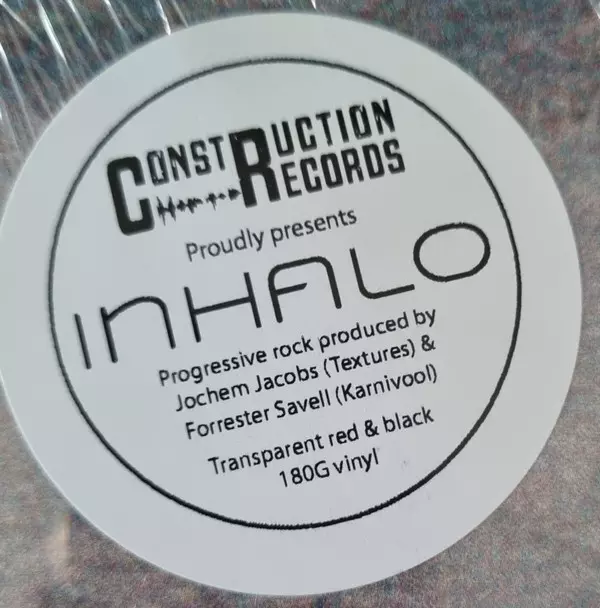 CONSTRUCTION
RECORDS
Proudly presents
INHALO
Progressive rock produced by
Jochem Jacobs (Textures) &
Forrester Savell (Karnivool)
Transparent red & black
180G vinyl